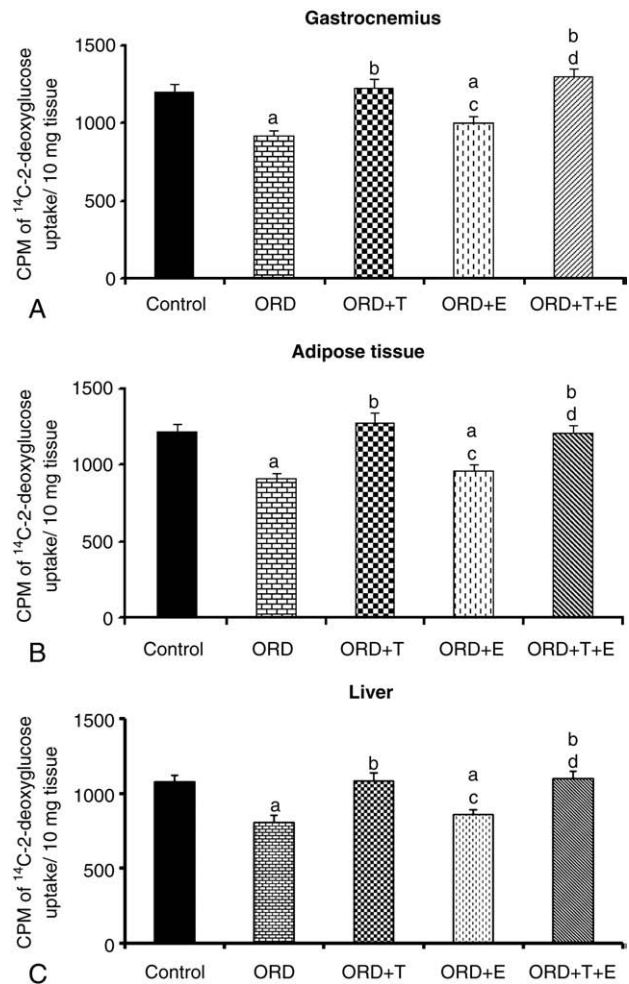 Gastrocnemius
CPM of ¹⁴C-2-deoxyglucose
uptake/ 10 mg tissue
1500
1000
500
0
a
b
a
c
b
d
Control ORD ORD+T ORD+E ORD+T+E
A
Adipose tissue
CPM of ¹⁴C-2-deoxyglucose
uptake/ 10 mg tissue
1500
1000
500
0
a
b
a
c
b
d
Control ORD ORD+T ORD+E ORD+T+E
B
Liver
CPM of ¹⁴C-2-deoxyglucose
uptake/ 10 mg tissue
1500
1000
500
0
a
b
a
c
b
d
Control ORD ORD+T ORD+E ORD+T+E
C